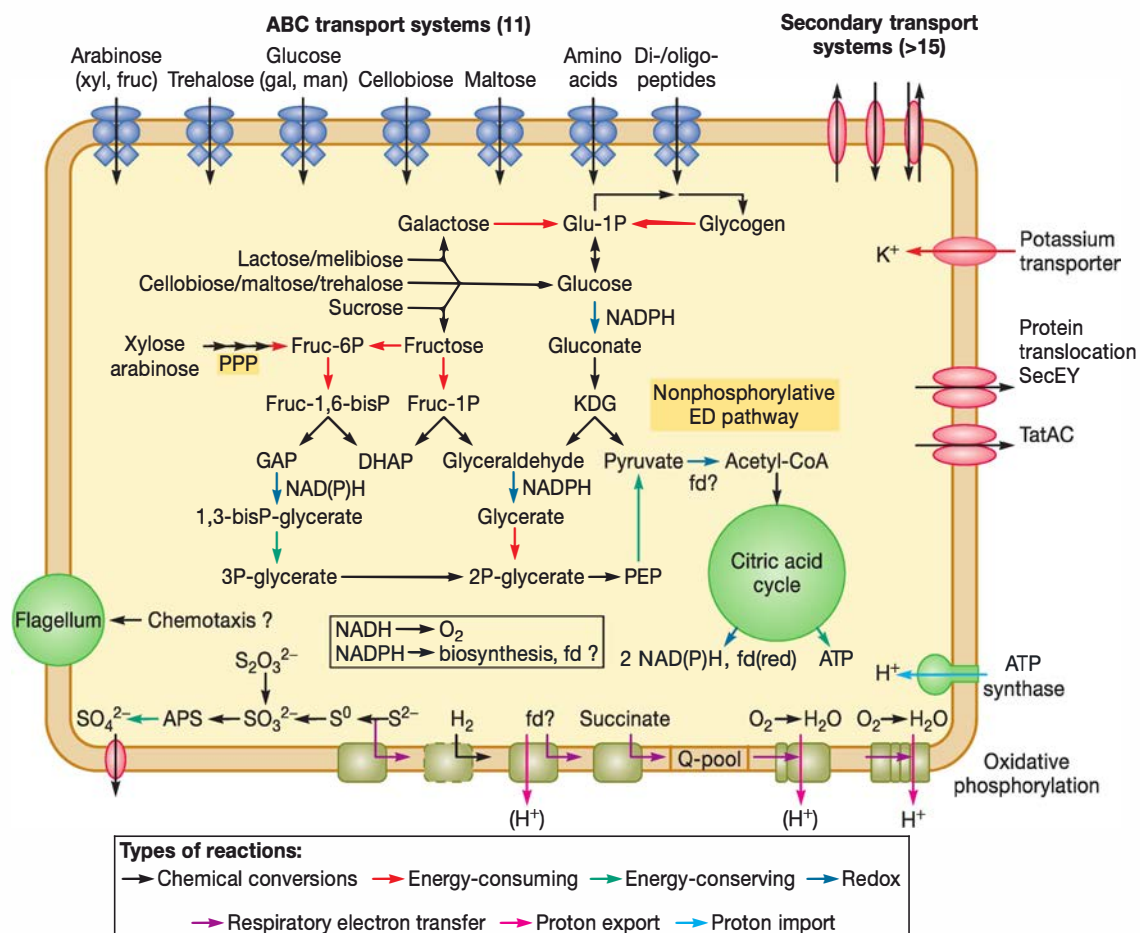 ABC transport systems (11)
Secondary transport
systems (>15)
Arabinose
(xyl, fruc)
Trehalose
Glucose
(gal, man)
Cellobiose
Maltose
Amino
acids
Di-/oligo-
peptides
Galactose
Glu-1P
Glycogen
K⁺
Potassium
transporter
Lactose/melibiose
Cellobiose/maltose/trehalose
Glucose
Sucrose
NADPH
Xylose
arabinose
PPP
Fruc-6P
Fructose
Gluconate
Protein
translocation
SecEY
Fruc-1,6-bisP
Fruc-1P
KDG
Nonphosphorylative
ED pathway
TatAC
GAP
DHAP
Glyceraldehyde
Pyruvate
Acetyl-CoA
fd?
NAD(P)H
NADPH
1,3-bisP-glycerate
Glycerate
Citric acid
cycle
3P-glycerate
2P-glycerate
PEP
Flagellum
Chemotaxis ?
NADH
O₂
NADPH
biosynthesis, fd ?
2 NAD(P)H, fd(red)
ATP
S₂O₃²⁻
H⁺
ATP
synthase
SO₄²⁻
APS
SO₃²⁻
S⁰
S²⁻
H₂
fd?
Succinate
O₂
H₂O
O₂
H₂O
Q-pool
Oxidative
phosphorylation
(H⁺)
(H⁺)
H⁺
Types of reactions:
Chemical conversions
Energy-consuming
Energy-conserving
Redox
Respiratory electron transfer
Proton export
Proton import